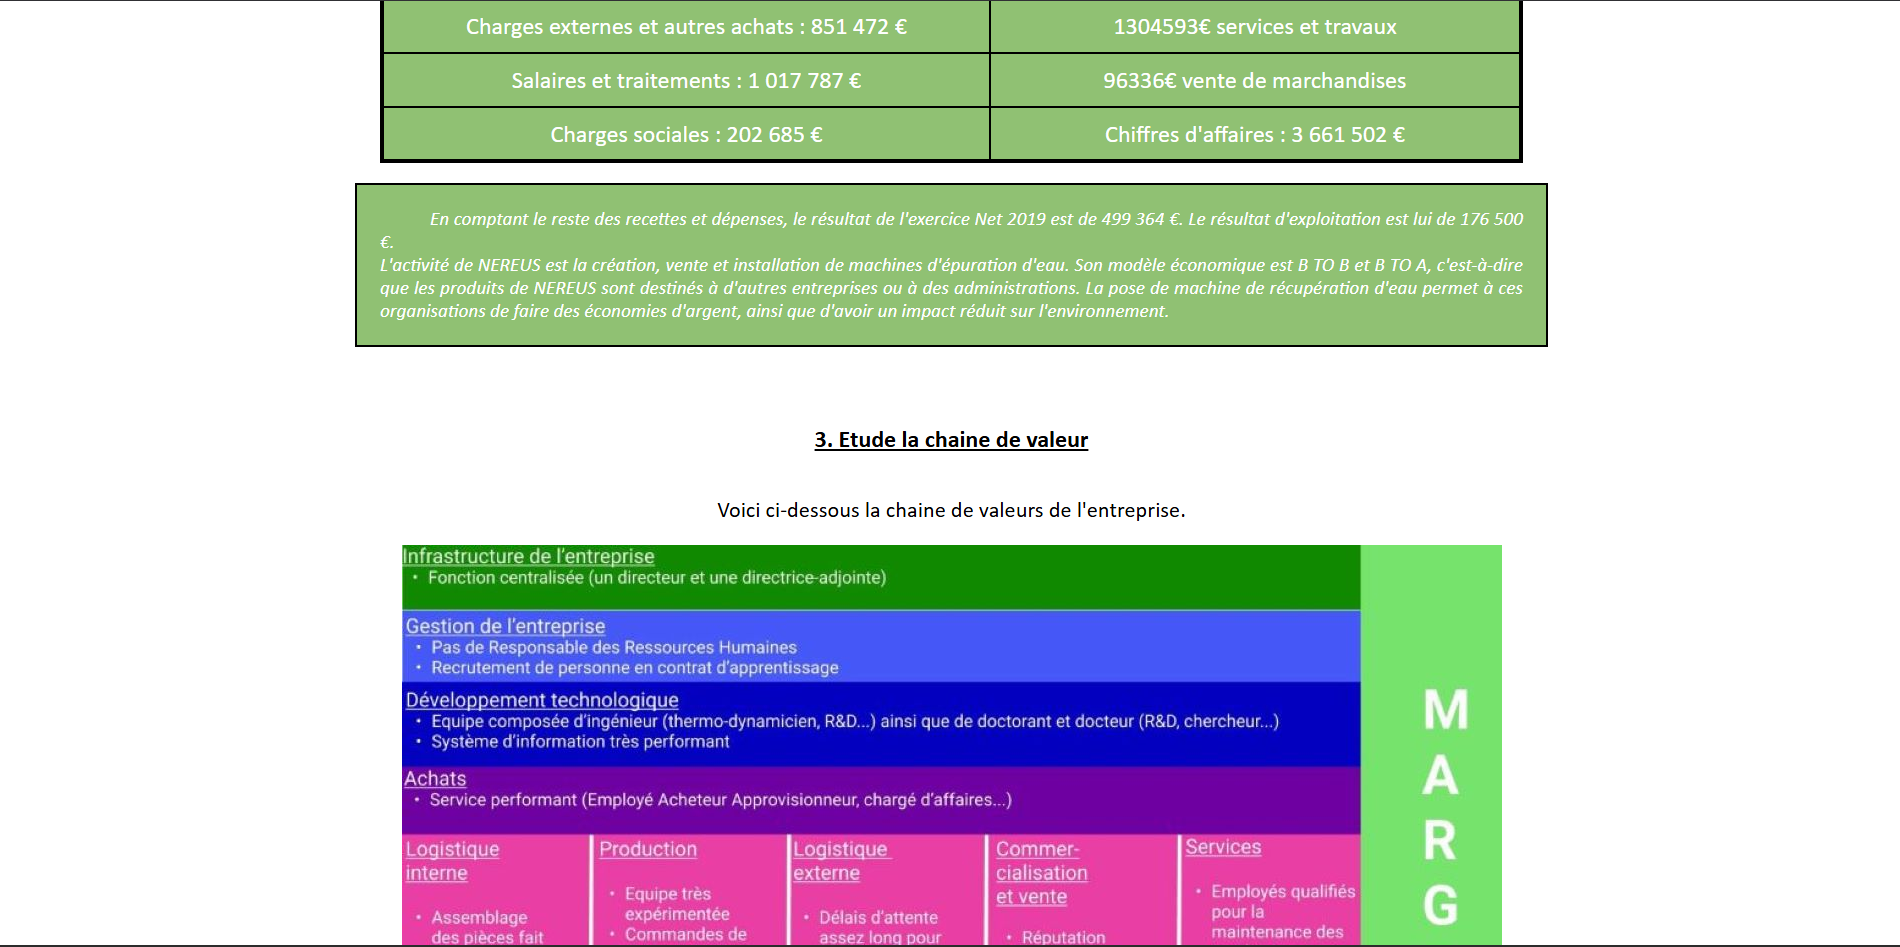 Charges externes et autres achats : 851 472 €
1304593€ services et travaux
Salaires et traitements : 1 017 787 €
96336€ vente de marchandises
Charges sociales : 202 685 €
Chiffres d'affaires : 3 661 502 €
En comptant le reste des recettes et dépenses, le résultat de l'exercice Net 2019 est de 499 364 €. Le résultat d'exploitation est lui de 176 500
€.
L'activité de NEREUS est la création, vente et installation de machines d'épuration d'eau. Son modèle économique est B TO B et B TO A, c'est-à-dire
que les produits de NEREUS sont destinés à d'autres entreprises ou à des administrations. La pose de machine de récupération d'eau permet à ces
organisations de faire des économies d'argent, ainsi que d'avoir un impact réduit sur l'environnement.
3. Etude la chaine de valeur
Voici ci-dessous la chaine de valeurs de l'entreprise.
Infrastructure de l'entreprise
• Fonction centralisée (un directeur et une directrice-adjointe)
Gestion de l'entreprise
• Pas de Responsable des Ressources Humaines
• Recrutement de personne en contrat d'apprentissage
Développement technologique
• Equipe composée d'ingénieur (thermo-dynamicien, R&D...) ainsi que de doctorant et docteur (R&D, chercheur...)
• Système d'information très performant
Achats
• Service performant (Employé Acheteur Approvisionneur, chargé d'affaires...)
Logistique
interne
• Assemblage
des pièces fait
Production
• Equipe très
expérimentée
• Commandes de
Logistique
externe
• Délais d'attente
assez long pour
Commer-
cialisation
et vente
• Réputation
Services
• Employés qualifiés
pour la
maintenance des
M
A
R
G